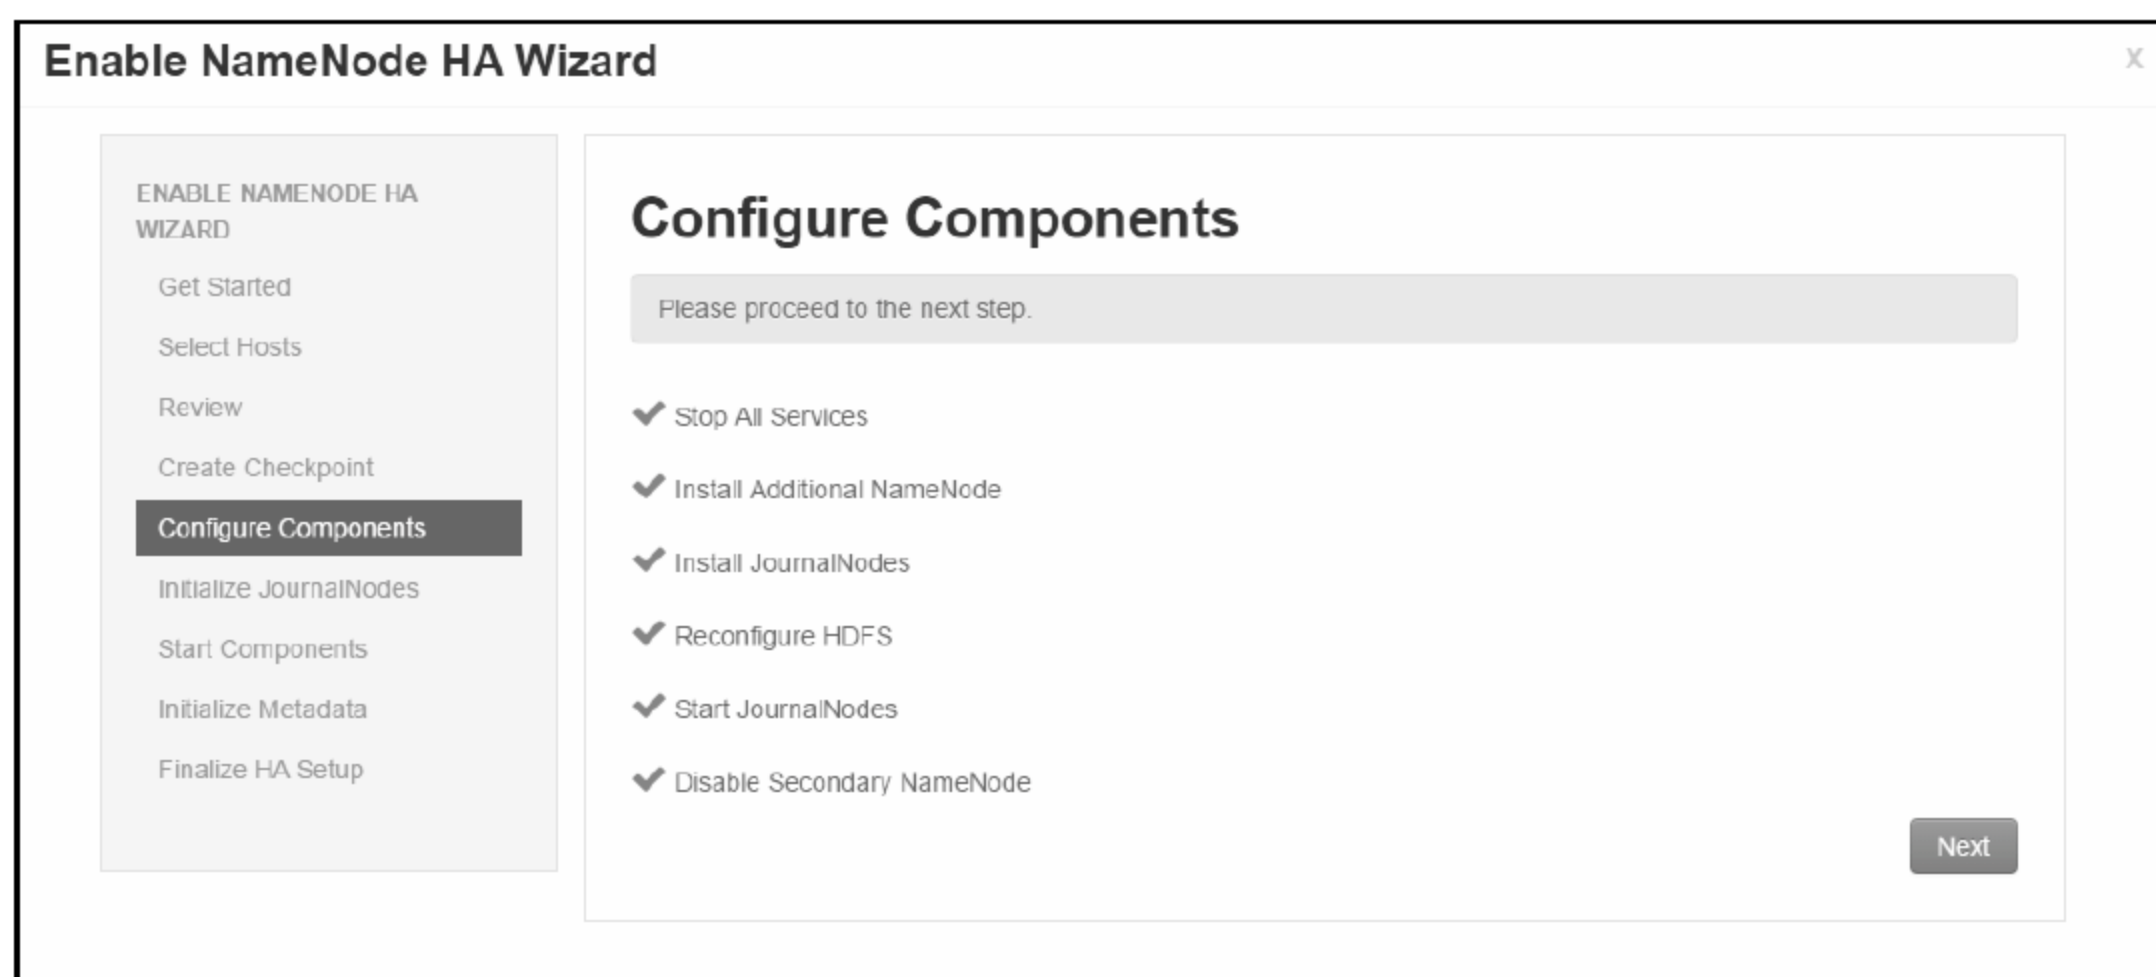 Enable NameNode HA Wizard
x
ENABLE NAMENODE HA
WIZARD
Get Started
Select Hosts
Review
Create Checkpoint
Configure Components
Initialize JournalNodes
Start Components
Initialize Metadata
Finalize HA Setup
Configure Components
Please proceed to the next step.
Stop All Services
Install Additional NameNode
Install JournalNodes
Reconfigure HDFS
Start JournalNodes
Disable Secondary NameNode
Next